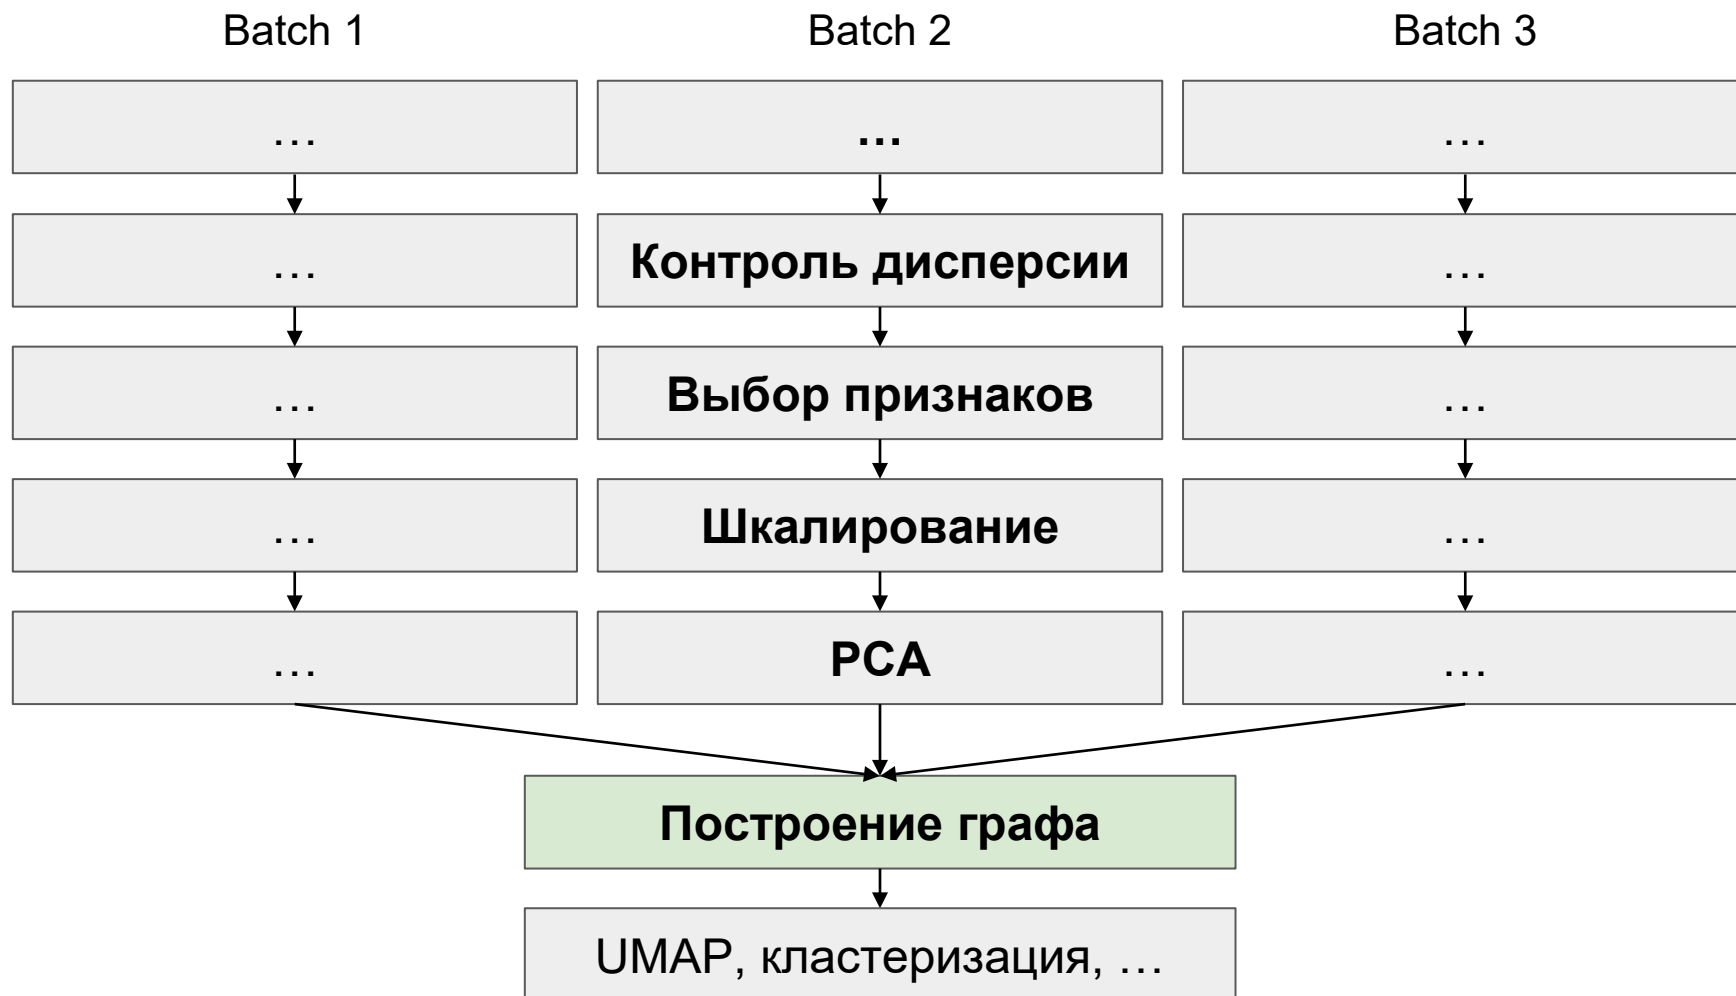 Batch 1 Batch 2 Batch 3
… … …
… Контроль дисперсии …
… Выбор признаков …
… Шкалирование …
… PCA …
Построение графа
UMAP, кластеризация, …